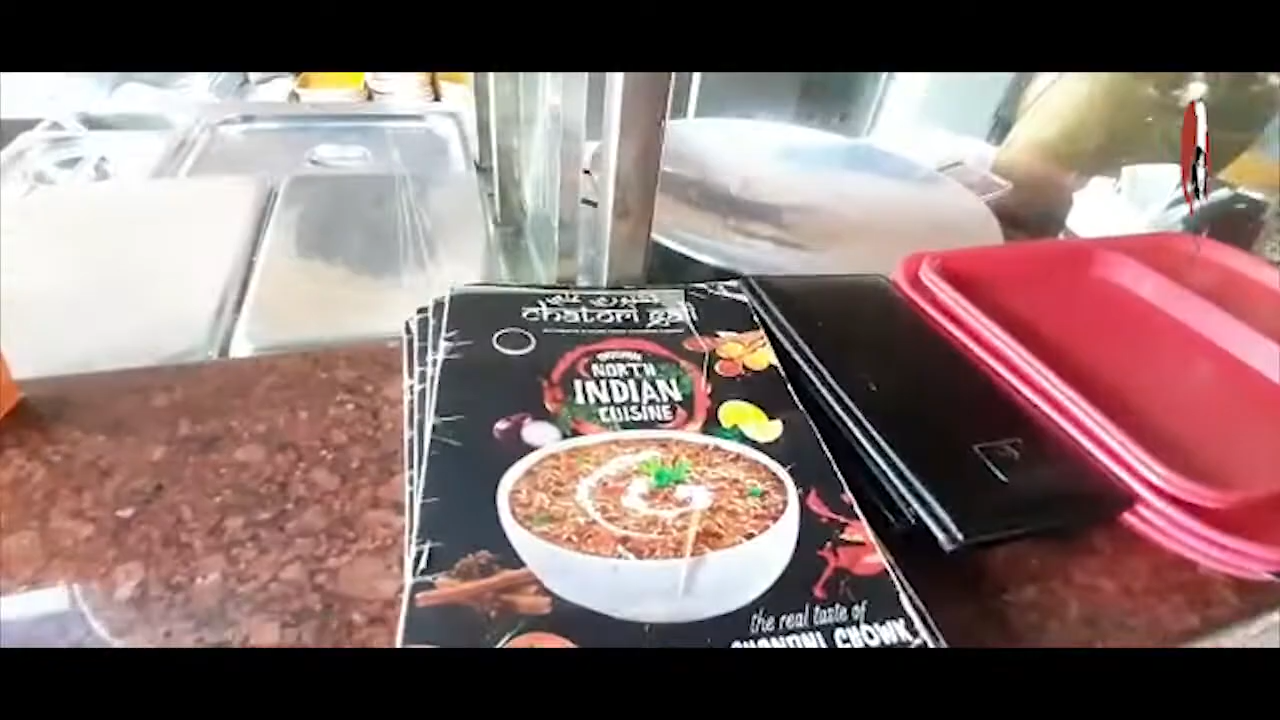 chatori gali
NORTH
INDIAN
CUISINE
the real taste of
CHANDNI CHOWK